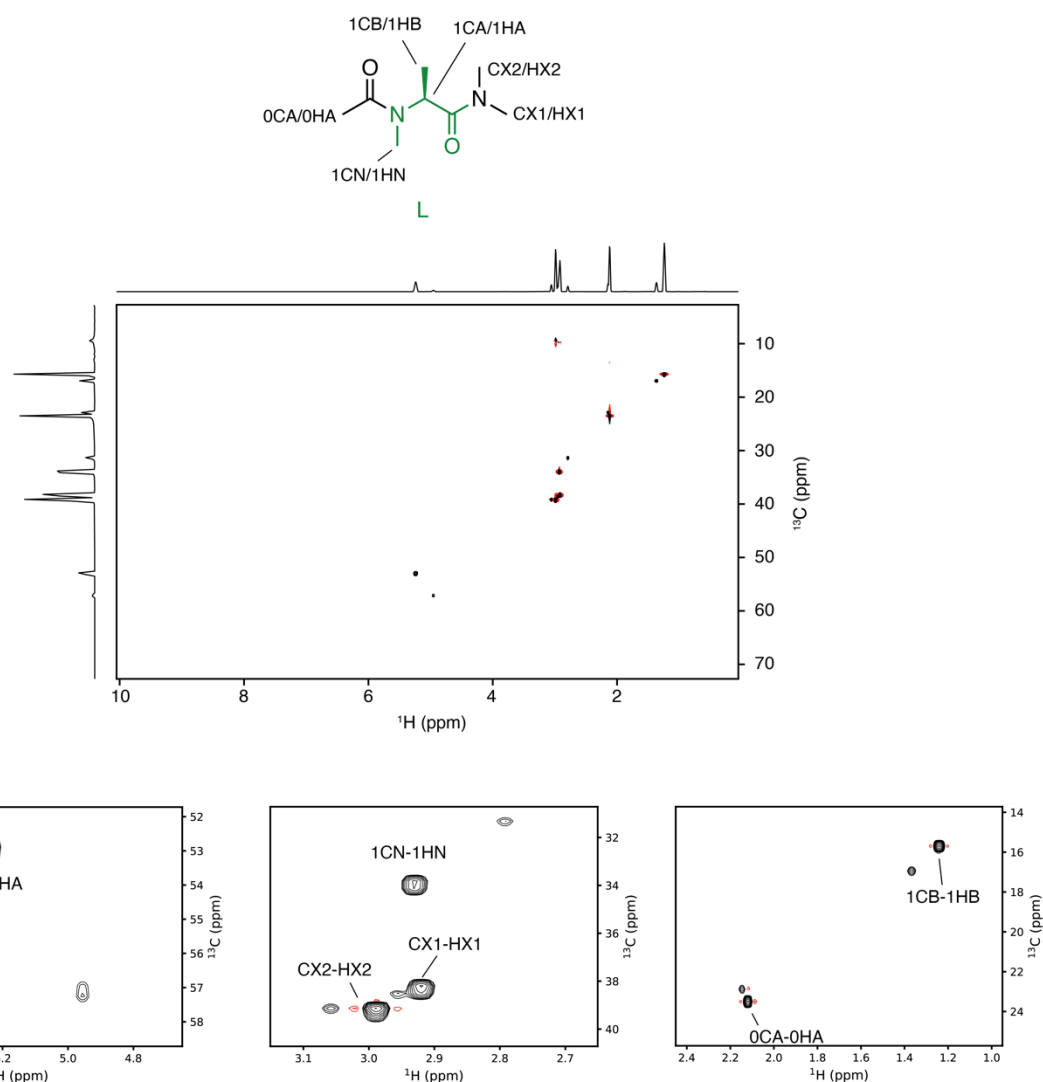 1CB/1HB 1CA/1HA
O
CX2/HX2
0CA/0HA N N CX1/HX1
O
1CN/1HN
L
10
20
30
40
50
60
70
13C (ppm)
10 8 6 4 2
¹H (ppm)
52
HA 54
53
55
56
57
58
¹³C (ppm)
5.0 4.8
H (ppm)
1CN-1HN
CX1-HX1
CX2-HX2
32
34
36
38
40
¹³C (ppm)
3.1 3.0 2.9 2.8 2.7
¹H (ppm)
1CB-1HB
0CA-0HA
14
16
18
20
22
24
¹³C (ppm)
2.4 2.2 2.0 1.8 1.6 1.4 1.2 1.0
¹H (ppm)